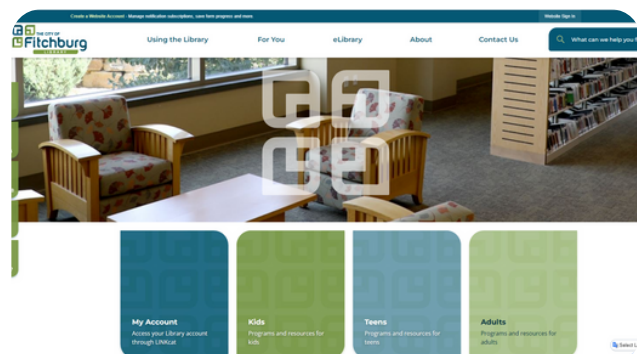 Create a Website Account - Manage notification subscriptions, save form progress and more.
Website Sign In
THE CITY OF
Fitchburg
LIBRARY
Using the Library
For You
eLibrary
About
Contact Us
What can we help you f
My Account
Access your Library account
through LINKcat
Kids
Programs and resources for
kids
Teens
Programs and resources for
teens
Adults
Programs and resources for
adults
Select L